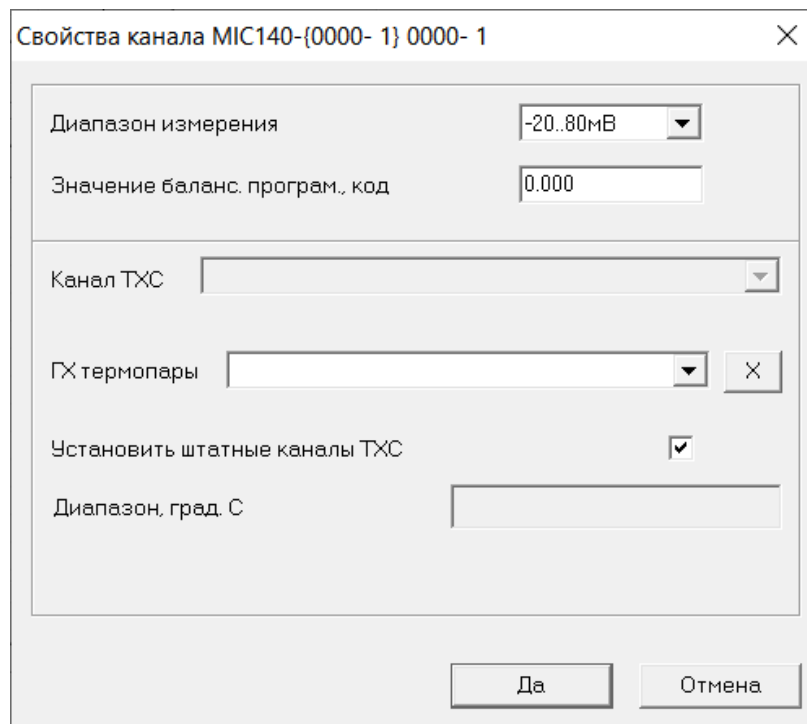 Свойства канала MIC140-{0000- 1} 0000- 1
Диапазон измерения -20..80мВ
Значение баланс. програм., код 0.000
Канал ТХС
ГХ термопары X
Установить штатные каналы ТХС
Диапазон, град. С
Да Отмена